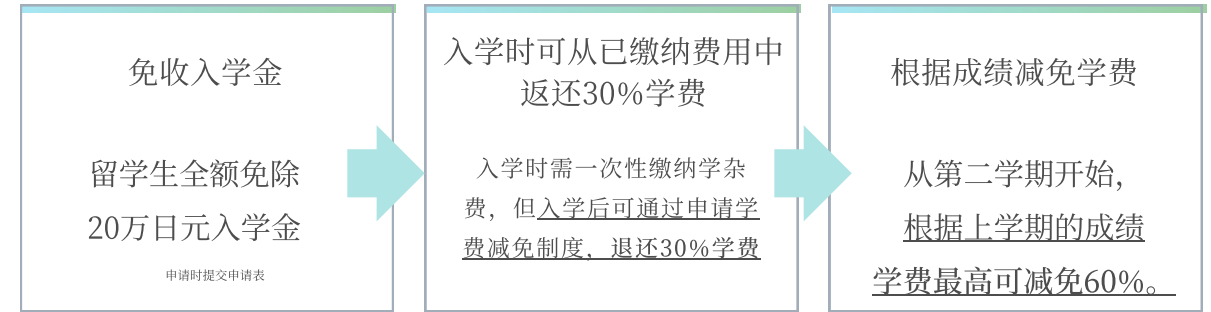 免收入学金
留学生全额免除
20万日元入学金
申请时提交申请表
入学时可从已缴纳费用中
返还30%学费
入学时需一次性缴纳学杂
费，但入学后可通过申请学
费减免制度，退还30%学费
根据成绩减免学费
从第二学期开始，
根据上学期的成绩
学费最高可减免60%。